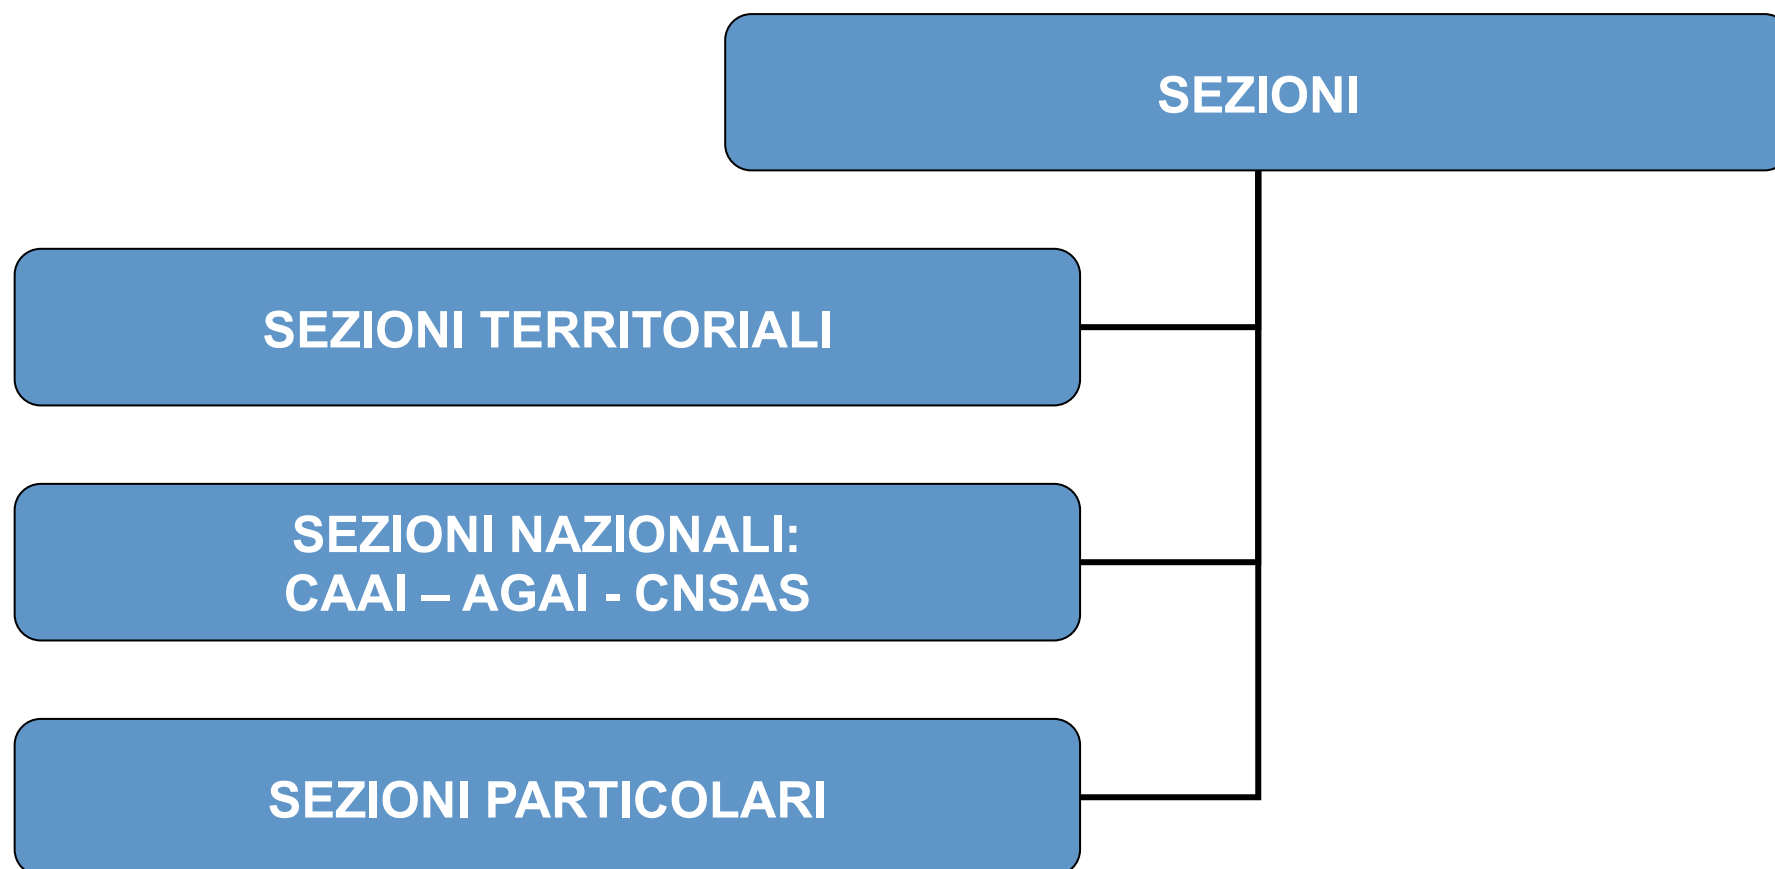 SEZIONI
SEZIONI TERRITORIALI
SEZIONI NAZIONALI:
CAAI – AGAI - CNSAS
SEZIONI PARTICOLARI